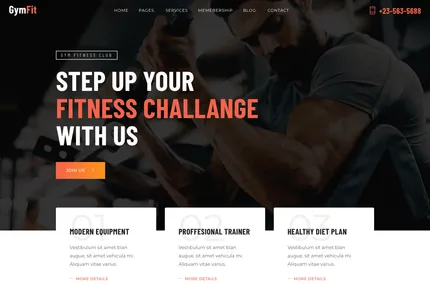 GymFit
HOME PAGES SERVICES MEMEBERSHIP BLOG CONTACT
+23-563-5688
GYM FITNESS CLUB
STEP UP YOUR
FITNESS CHALLANGE
WITH US
JOIN US
01 02 03
MODERN EQUIPMENT PROFFESIONAL TRAINER HEALTHY DIET PLAN
Vestibulum sit amet blan Vestibulum sit amet blan Vestibulum sit amet blan
augue, sit amet vehicula mi. augue, sit amet vehicula mi. augue, sit amet vehicula mi.
Aliquam vitae varius. Aliquam vitae varius. Aliquam vitae varius.
MORE DETAILS MORE DETAILS MORE DETAILS